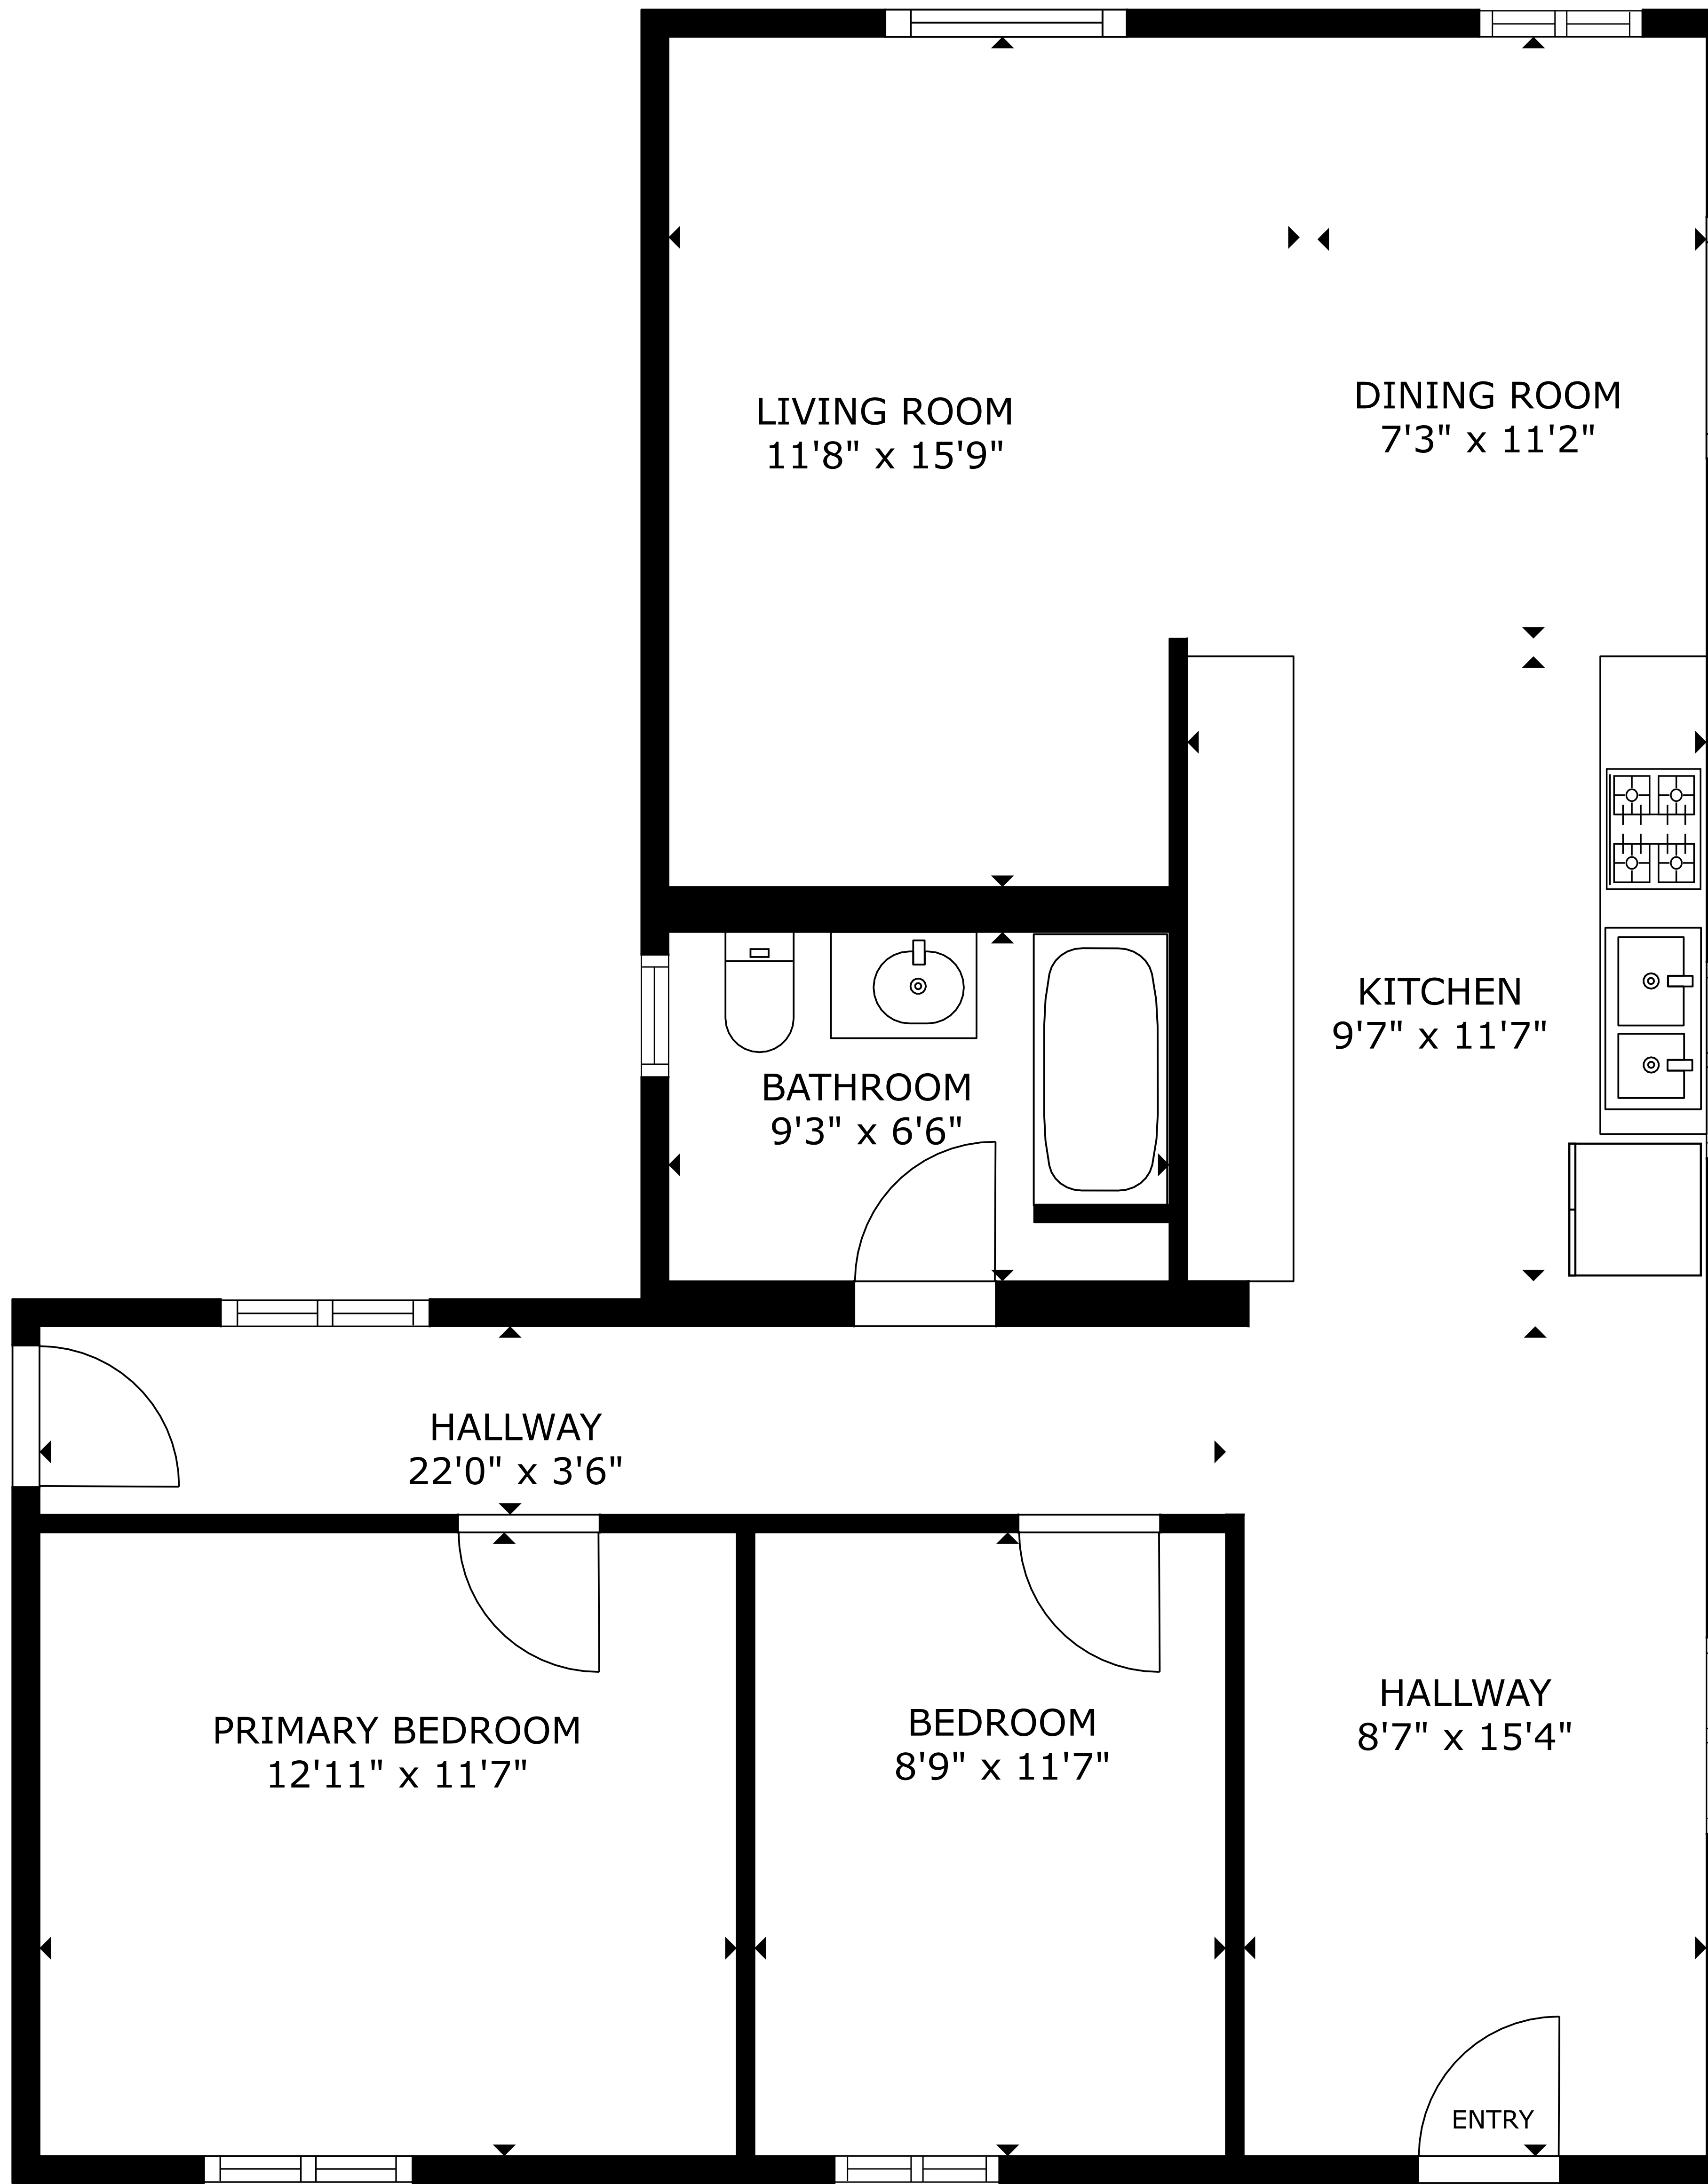 LIVING ROOM
11'8" x 15'9"
DINING ROOM
7'3" x 11'2"
KITCHEN
9'7" x 11'7"
BATHROOM
9'3" x 6'6"
HALLWAY
22'0" x 3'6"
PRIMARY BEDROOM
12'11" x 11'7"
BEDROOM
8'9" x 11'7"
HALLWAY
8'7" x 15'4"
ENTRY